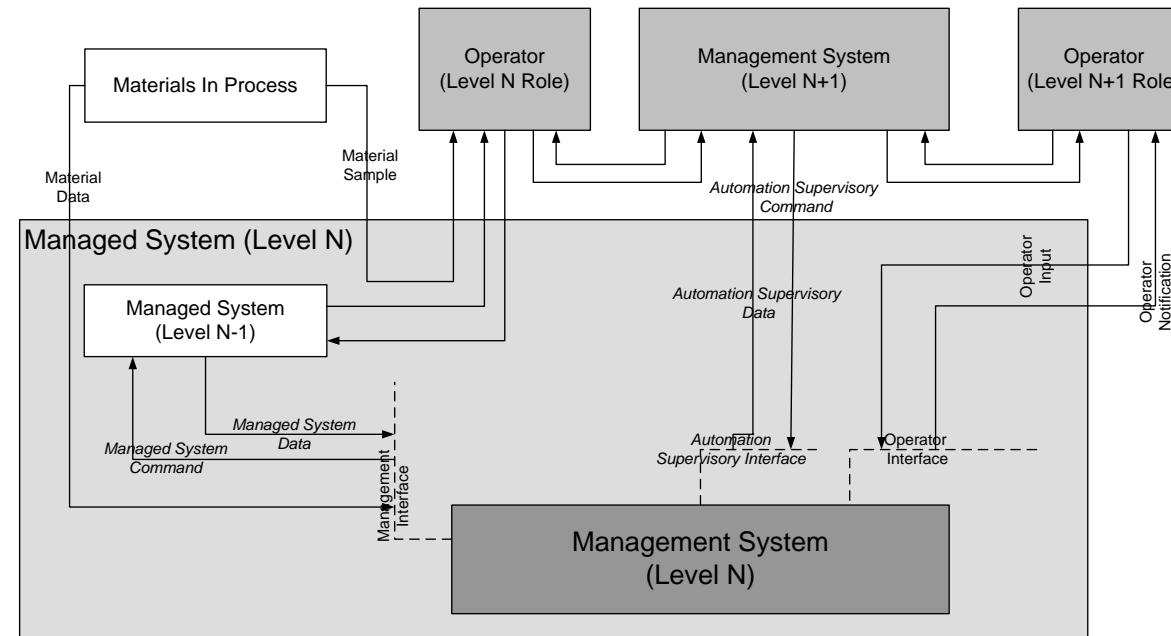 Materials In Process
Operator
(Level N Role)
Management System
(Level N+1)
Operator
(Level N+1 Role
Material
Data
Material
Sample
Automation Supervisory
Command
Managed System (Level N)
Operator
Input
Operator
Notification
Managed System
(Level N-1)
Automation Supervisory
Data
Managed System
Data
Managed System
Command
Management
Interface
Automation
Supervisory Interface
Operator
Interface
Management System
(Level N)